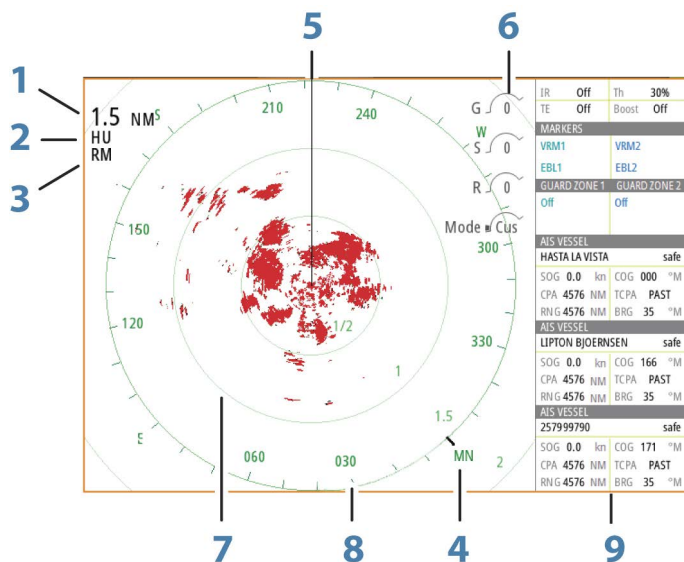 5
6
1
2
3
1.5 NM
HU
RM
S
210
240
W
300
330
MN
030
060
E
120
150
1/2
1
1.5
2
G 0
S 0
R 0
Mode Cus
IR Off Th 30%
TE Off Boost Off
MARKERS
VRM1 VRM2
EBL1 EBL2
GUARD ZONE 1 GUARD ZONE 2
Off Off
AIS VESSEL
HASTA LA VISTA safe
SOG 0.0 kn COG 000 °M
CPA 4576 NM TCPA PAST
RNG 4576 NM BRG 35 °M
AIS VESSEL
LIPTON BJOERNSEN safe
SOG 0.0 kn COG 166 °M
CPA 4576 NM TCPA PAST
RNG 4576 NM BRG 35 °M
AIS VESSEL
257999790 safe
SOG 0.0 kn COG 171 °M
CPA 4576 NM TCPA PAST
RNG 4576 NM BRG 35 °M
7
8
4
9